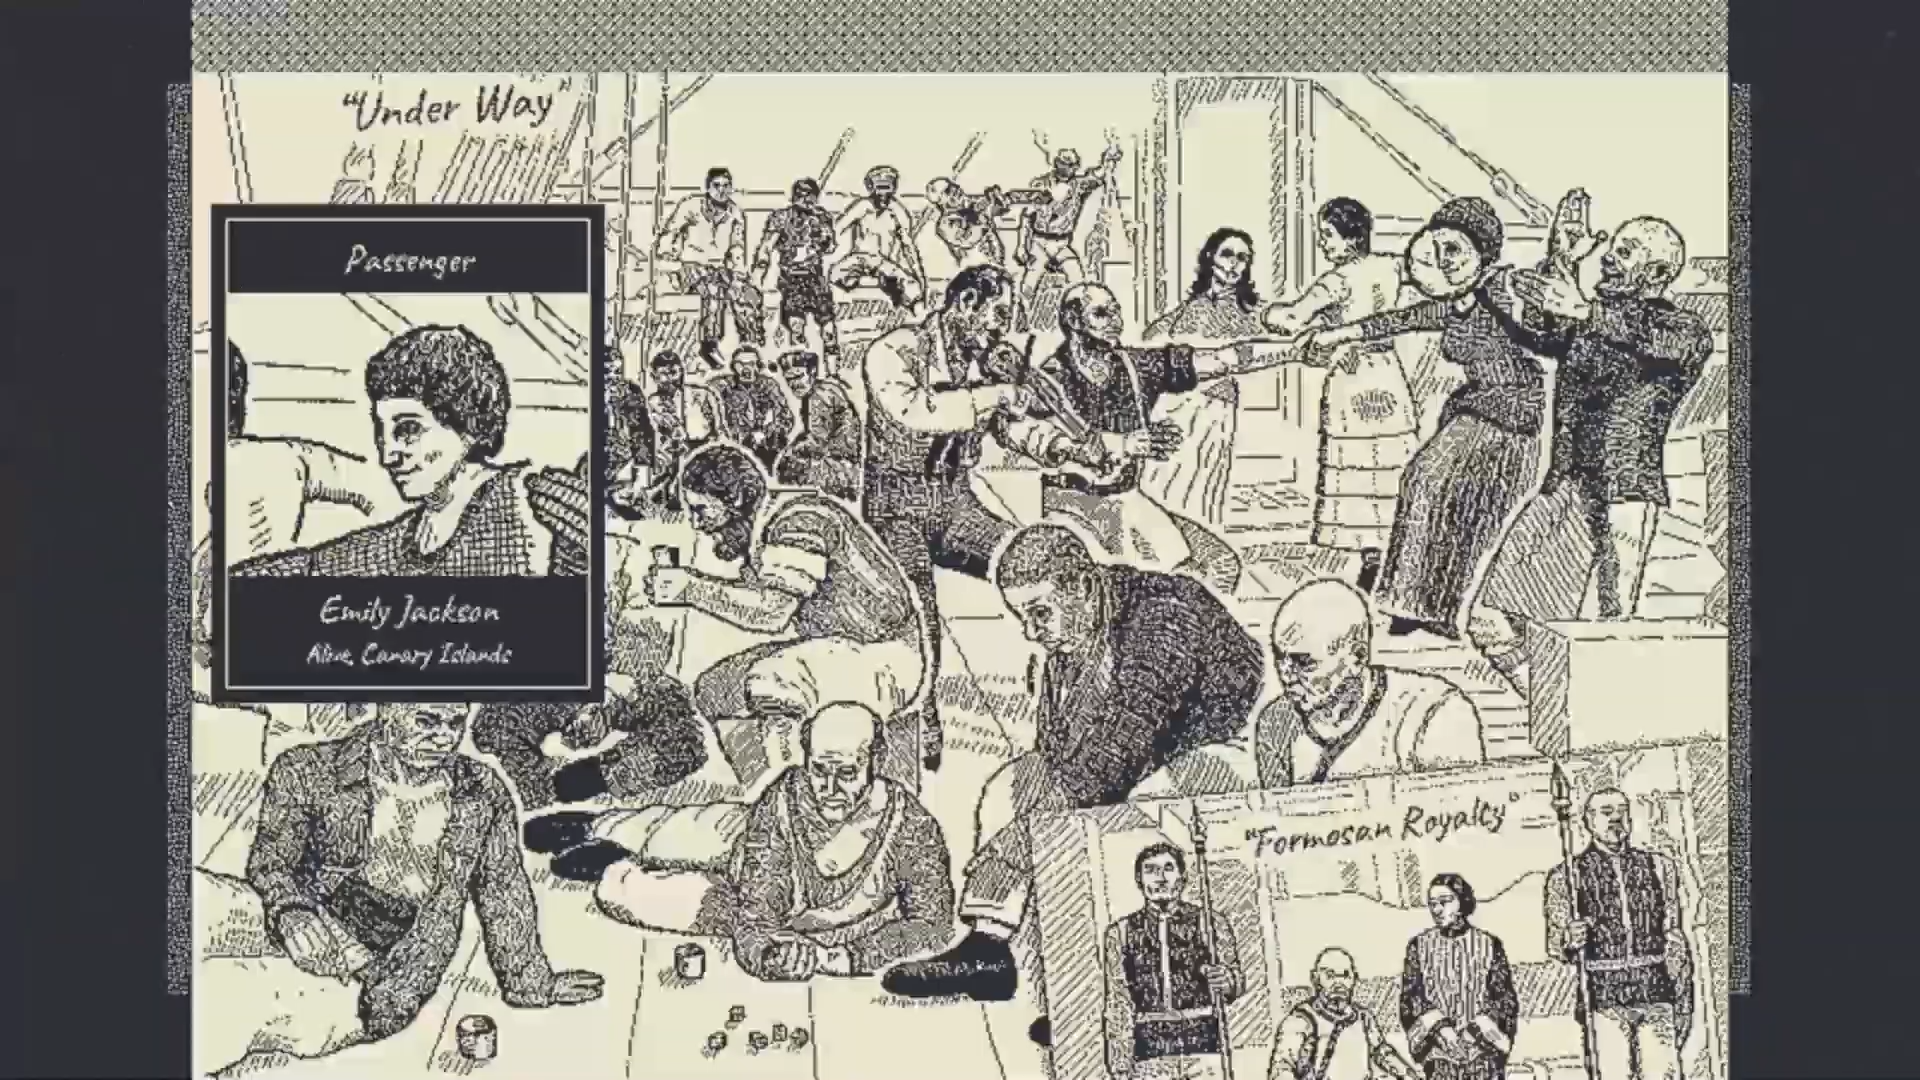 "Under Way"
Passenger
Emily Jackson
Alive, Canary Islands
"Formosan Royalty"